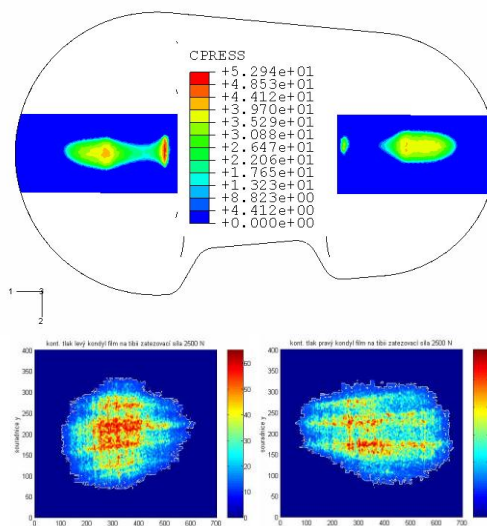 CPRESS
+5.294e+01
+4.853e+01
+4.412e+01
+3.970e+01
+3.529e+01
+3.088e+01
+2.647e+01
+2.206e+01
+1.765e+01
+1.323e+01
+8.823e+00
+4.412e+00
+0.000e+00
1 3
2
kont. tlak levý kondyl film na tibii zatezovací síla 2500 N
400
350
300
250
200
150
100
50
0
souradnice y
0 100 200 300 400 500 600 700
60
50
40
30
20
10
0
kont. tlak pravý kondyl film na tibii zatezovací síla 2500 N
400
350
300
250
200
150
100
50
0
souradnice y
0 100 200 300 400 500 600 700